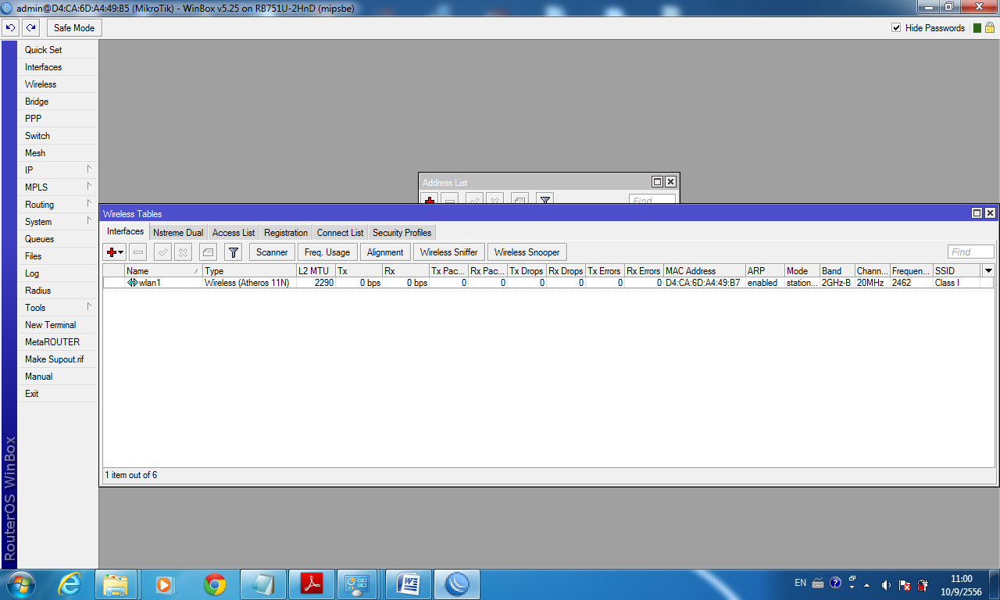 admin@D4:CA:6D:A4:49:B5 (MikroTik) - WinBox v5.25 on RB751U-2HnD (mipsbe)
Safe Mode
Hide Passwords
Quick Set
Interfaces
Wireless
Bridge
PPP
Switch
Mesh
IP
MPLS
Routing
System
Queues
Files
Log
Radius
Tools
New Terminal
MetaROUTER
Make Supout.rif
Manual
Exit
RouterOS WinBox
Address List
Find
Wireless Tables
Interfaces Nstreme Dual Access List Registration Connect List Security Profiles
Scanner Freq. Usage Alignment Wireless Sniffer Wireless Snooper Find
Name Type L2 MTU Tx Rx Tx Pac... Rx Pac... Tx Drops Rx Drops Tx Errors Rx Errors MAC Address ARP Mode Band Chann... Frequen... SSID
wlan1 Wireless (Atheros 11N) 2290 0 bps 0 bps 0 0 0 0 0 0 D4:CA:6D:A4:49:B7 enabled station... 2GHz-B 20MHz 2462 Class I
1 item out of 6
EN
11:00
10/9/2556